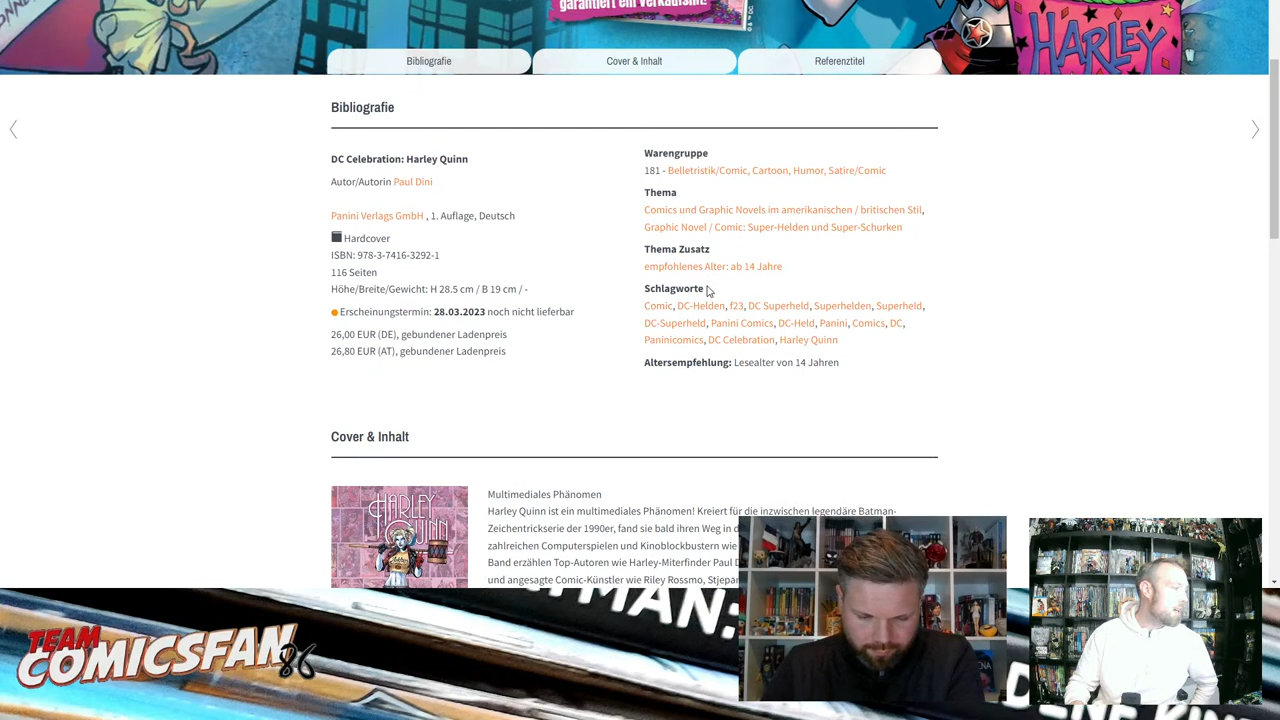 garantiert ein Verkaufshit!
HARLEY
Bibliografie
Cover & Inhalt
Referenztitel
Bibliografie
DC Celebration: Harley Quinn
Autor/Autorin Paul Dini
Panini Verlags GmbH , 1. Auflage, Deutsch
Hardcover
ISBN: 978-3-7416-3292-1
116 Seiten
Höhe/Breite/Gewicht: H 28.5 cm / B 19 cm / -
Erscheinungstermin: 28.03.2023 noch nicht lieferbar
26,00 EUR (DE), gebundener Ladenpreis
26,80 EUR (AT), gebundener Ladenpreis
Warengruppe
181 - Belletristik/Comic, Cartoon, Humor, Satire/Comic
Thema
Comics und Graphic Novels im amerikanischen / britischen Stil,
Graphic Novel / Comic: Super-Helden und Super-Schurken
Thema Zusatz
empfohlenes Alter: ab 14 Jahre
Schlagworte
Comic, DC-Helden, f23, DC Superheld, Superhelden, Superheld,
DC-Superheld, Panini Comics, DC-Held, Panini, Comics, DC,
Paninicomics, DC Celebration, Harley Quinn
Altersempfehlung: Lesealter von 14 Jahren
Cover & Inhalt
HARLEY
QUINN
Multimediales Phänomen
Harley Quinn ist ein multimediales Phänomen! Kreiert für die inzwischen legendäre Batman-
Zeichentrickserie der 1990er, fand sie bald ihren Weg in
zahlreichen Computerspielen und Kinoblockbustern wie
Band erzählen Top-Autoren wie Harley-Miterfinder Paul
und angesagte Comic-Künstler wie Riley Rossmo, Stjepan
TEAM
COMICSFAN
86